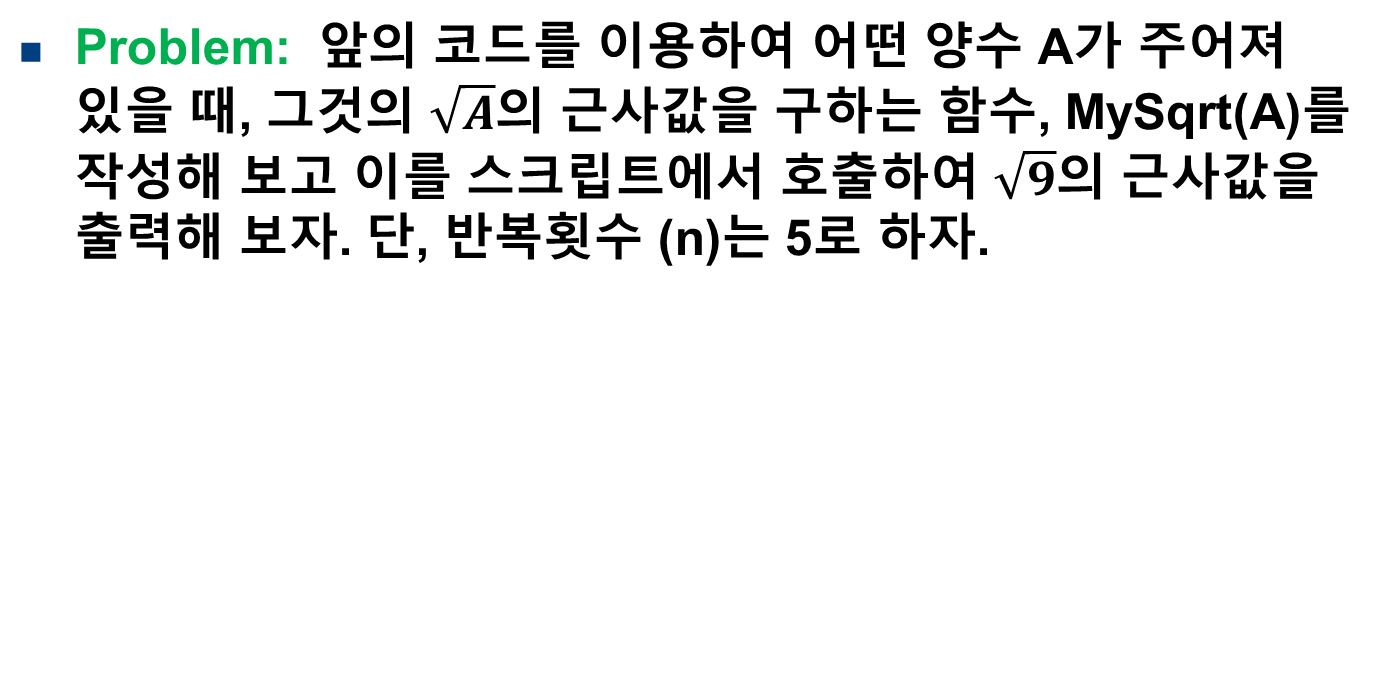 ▪ Problem: 앞의 코드를 이용하여 어떤 양수 A가 주어져
있을 때, 그것의 √A의 근사값을 구하는 함수, MySqrt(A)를
작성해 보고 이를 스크립트에서 호출하여 √9의 근사값을
출력해 보자. 단, 반복횟수 (n)는 5로 하자.